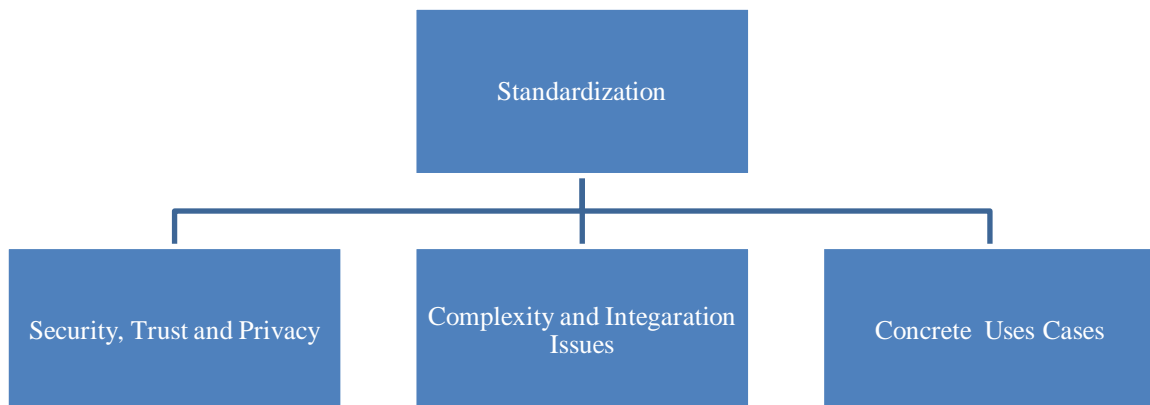 Standardization
Security, Trust and Privacy
Complexity and Integaration
Issues
Concrete  Uses Cases